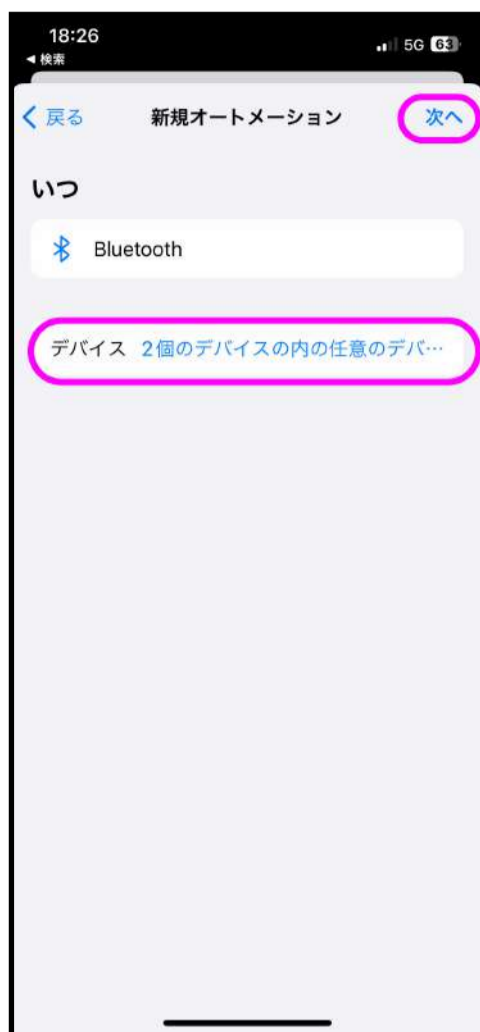 18:26
5G 63
◀ 検索
戻る 新規オートメーション 次へ
いつ
Bluetooth
デバイス 2個のデバイスの内の任意のデバ…